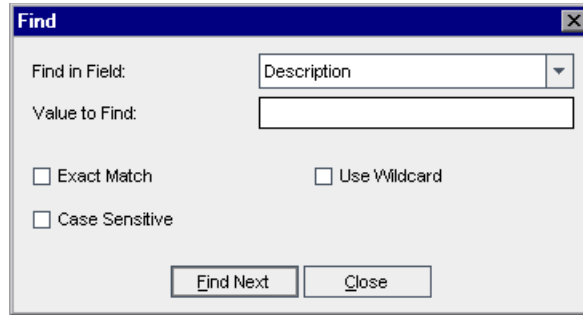 Find
Find in Field: Description
Value to Find:
Exact Match Use Wildcard
Case Sensitive
Find Next Close